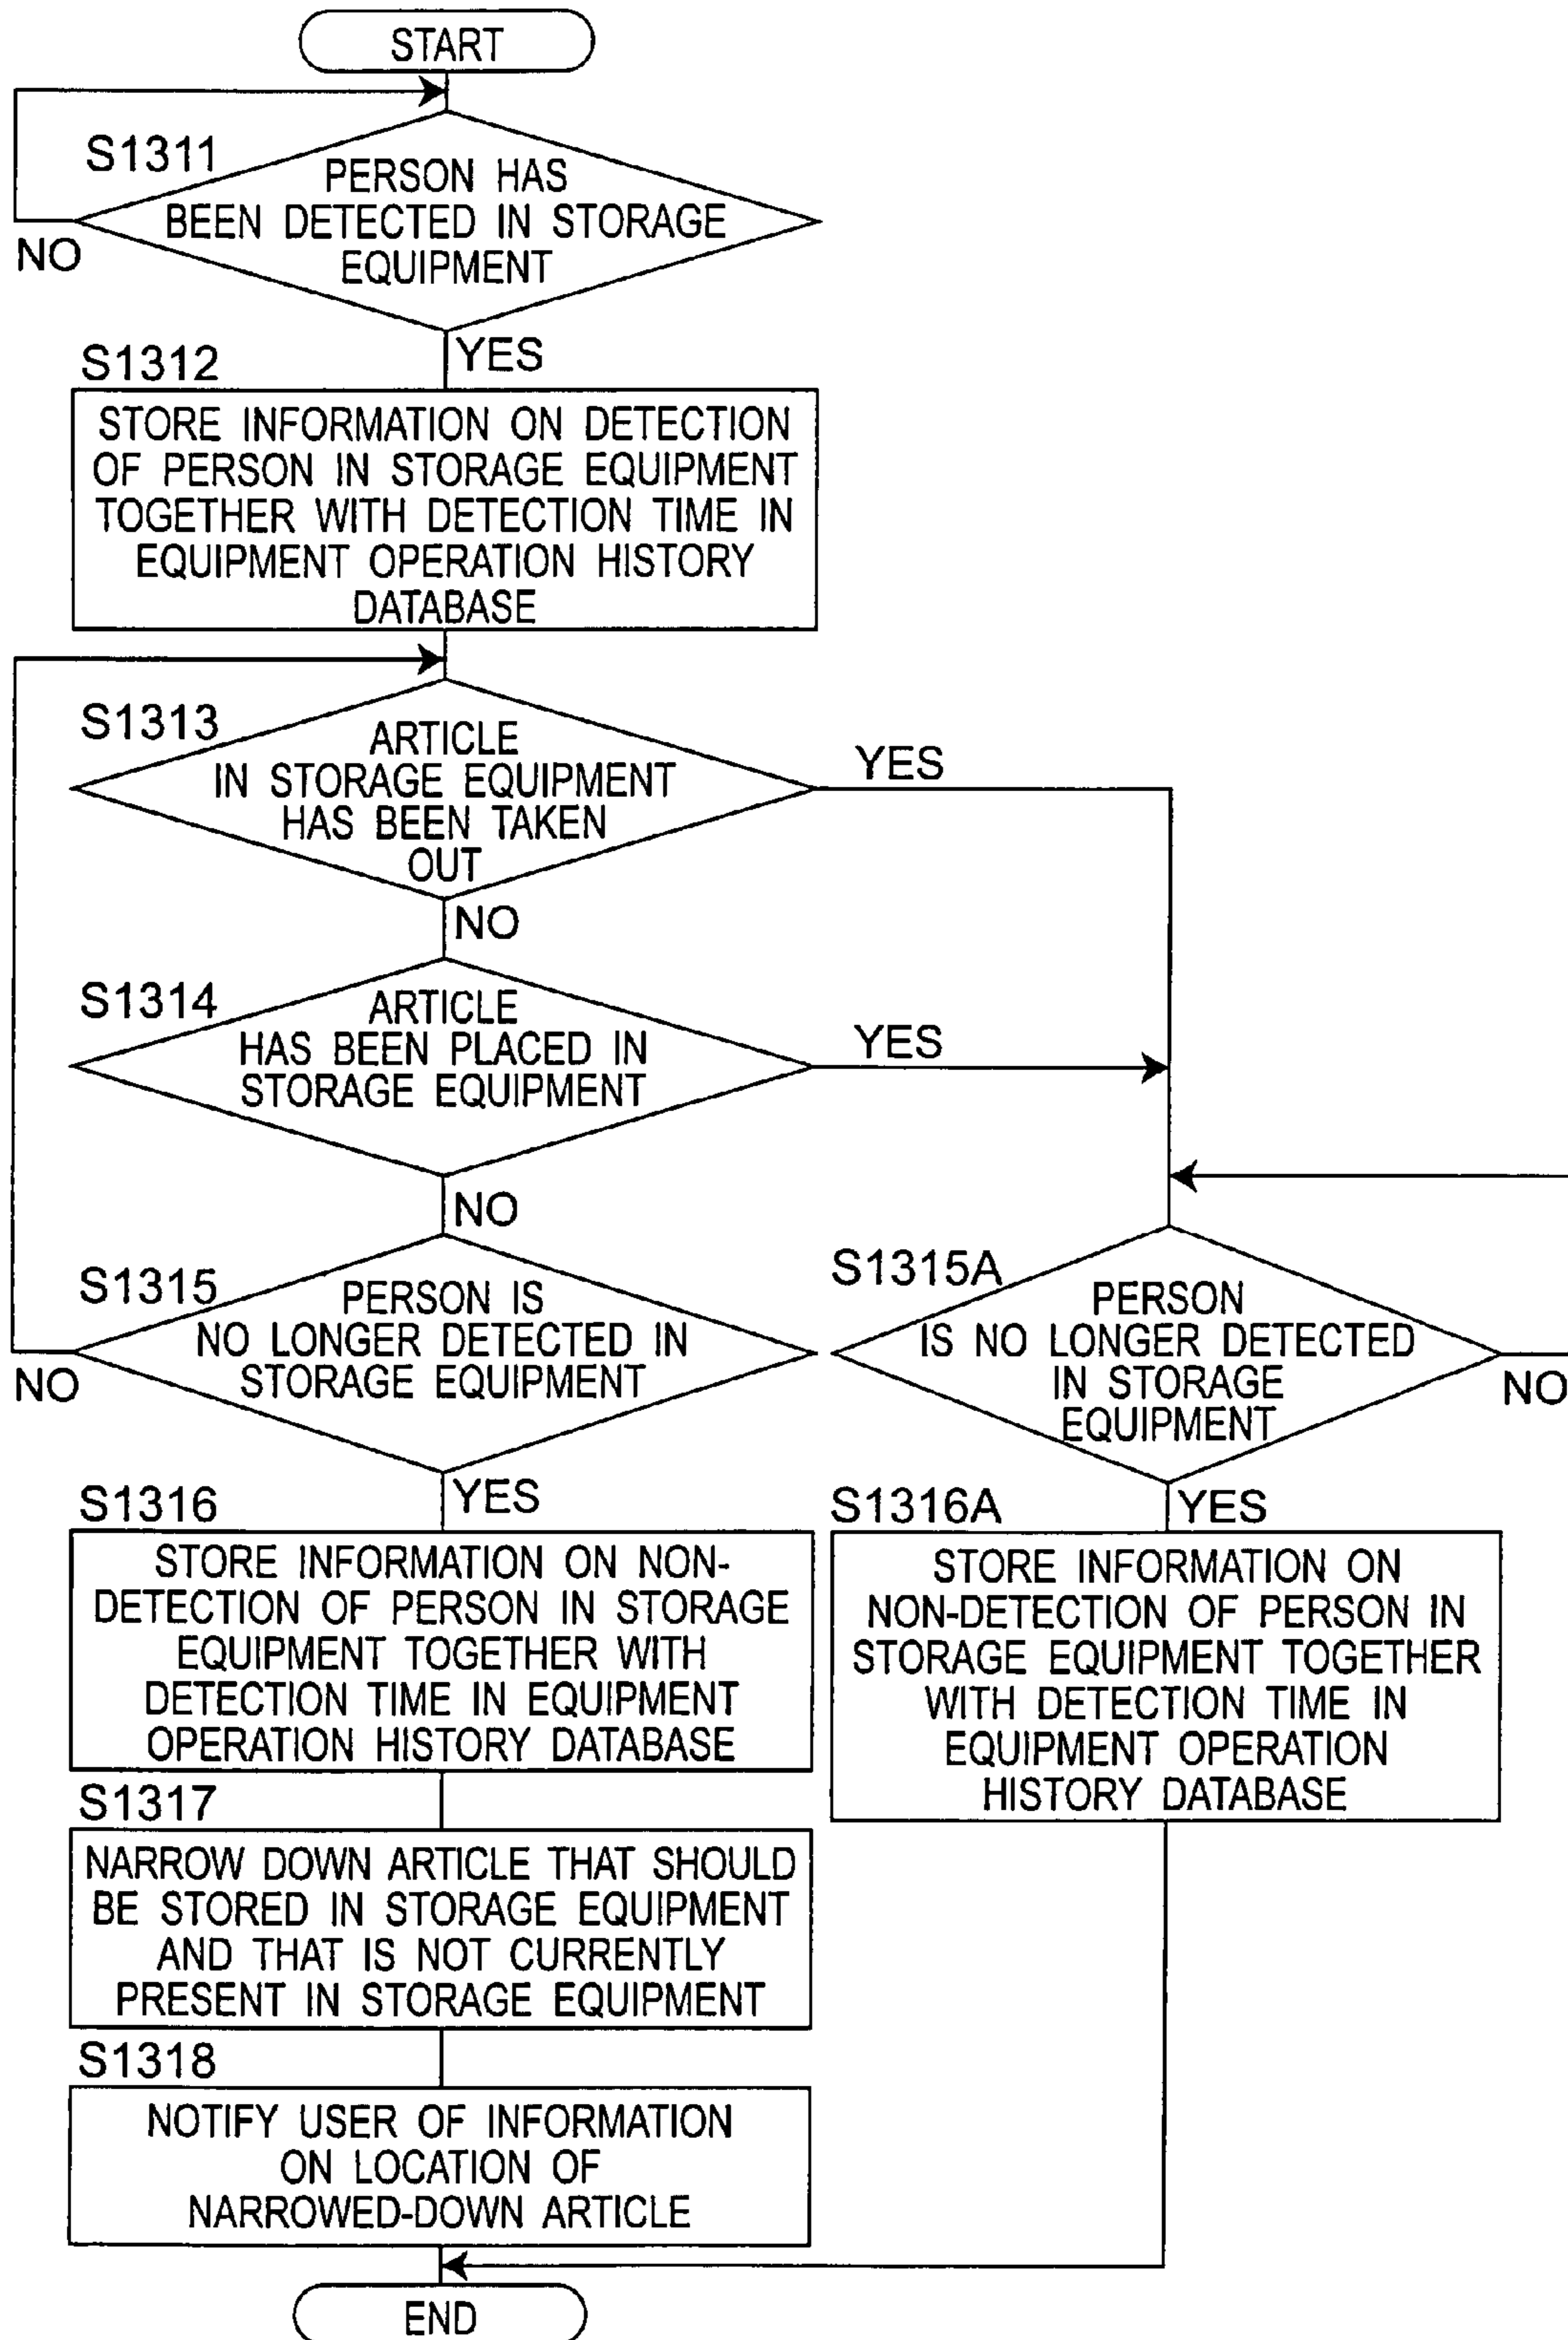 START
S1311
PERSON HAS
BEEN DETECTED IN STORAGE
EQUIPMENT
NO
YES
S1312
STORE INFORMATION ON DETECTION
OF PERSON IN STORAGE EQUIPMENT
TOGETHER WITH DETECTION TIME IN
EQUIPMENT OPERATION HISTORY
DATABASE
S1313
ARTICLE
IN STORAGE EQUIPMENT
HAS BEEN TAKEN
OUT
YES
NO
S1314
ARTICLE
HAS BEEN PLACED IN
STORAGE EQUIPMENT
YES
NO
S1315
PERSON IS
NO LONGER DETECTED IN
STORAGE EQUIPMENT
NO
YES
S1315A
PERSON
IS NO LONGER DETECTED
IN STORAGE
EQUIPMENT
NO
YES
S1316
STORE INFORMATION ON NON-
DETECTION OF PERSON IN STORAGE
EQUIPMENT TOGETHER WITH
DETECTION TIME IN EQUIPMENT
OPERATION HISTORY DATABASE
S1316A
STORE INFORMATION ON
NON-DETECTION OF PERSON IN
STORAGE EQUIPMENT TOGETHER
WITH DETECTION TIME IN
EQUIPMENT OPERATION
HISTORY DATABASE
S1317
NARROW DOWN ARTICLE THAT SHOULD
BE STORED IN STORAGE EQUIPMENT
AND THAT IS NOT CURRENTLY
PRESENT IN STORAGE EQUIPMENT
S1318
NOTIFY USER OF INFORMATION
ON LOCATION OF
NARROWED-DOWN ARTICLE
END